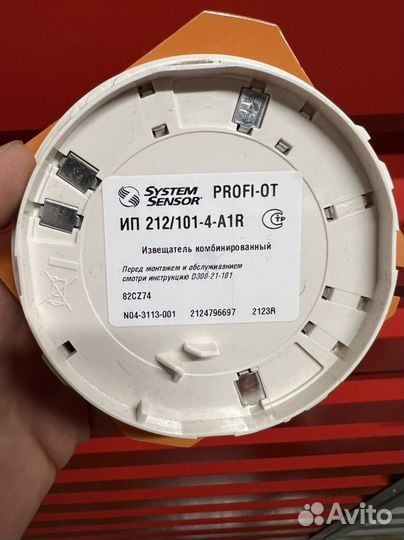 SYSTEM SENSOR® PROFI-OT
ИП 212/101-4-A1R
СТР
Извещатель комбинированный
Перед монтажем и обслуживанием
смотри инструкцию D300-21-101
82CZ74
N04-3113-001 2124796697 2123R
Avito